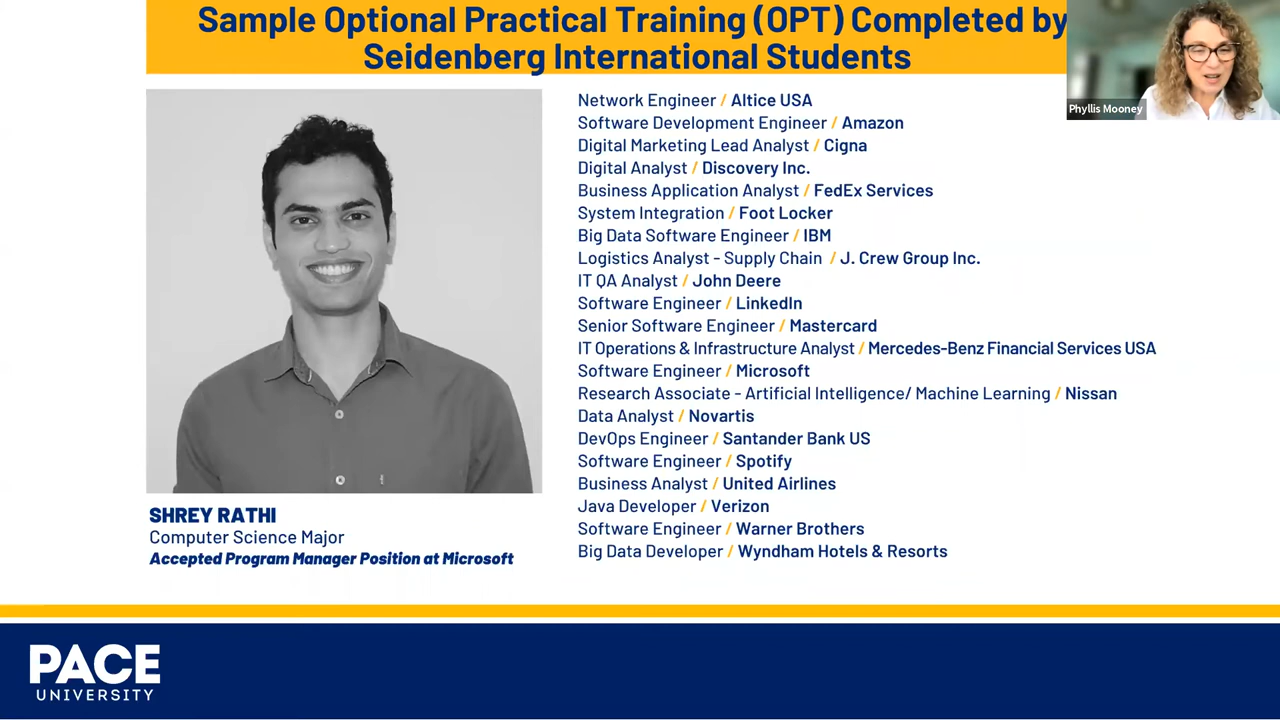 Sample Optional Practical Training (OPT) Completed by
Seidenberg International Students
Phyllis Mooney
Network Engineer / Altice USA
Software Development Engineer / Amazon
Digital Marketing Lead Analyst / Cigna
Digital Analyst / Discovery Inc.
Business Application Analyst / FedEx Services
System Integration / Foot Locker
Big Data Software Engineer / IBM
Logistics Analyst - Supply Chain / J. Crew Group Inc.
IT QA Analyst / John Deere
Software Engineer / LinkedIn
Senior Software Engineer / Mastercard
IT Operations & Infrastructure Analyst / Mercedes-Benz Financial Services USA
Software Engineer / Microsoft
Research Associate - Artificial Intelligence/ Machine Learning / Nissan
Data Analyst / Novartis
DevOps Engineer / Santander Bank US
Software Engineer / Spotify
Business Analyst / United Airlines
Java Developer / Verizon
Software Engineer / Warner Brothers
Big Data Developer / Wyndham Hotels & Resorts
SHREY RATHI
Computer Science Major
Accepted Program Manager Position at Microsoft
PACE
UNIVERSITY